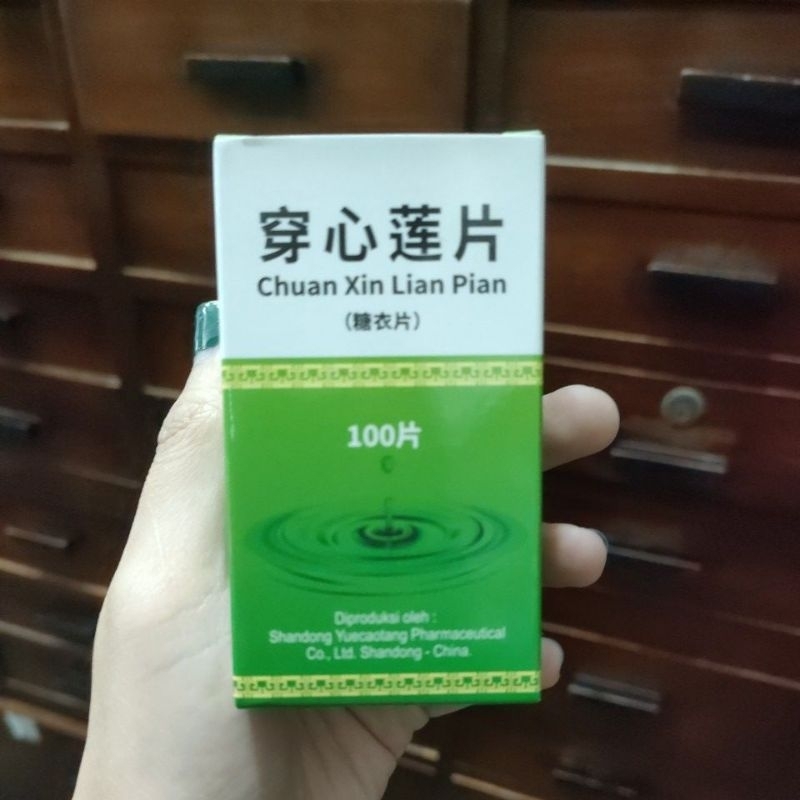 穿心莲片
Chuan Xin Lian Pian
（糖衣片）
100片
Diproduksi oleh :
Shandong Yuecaotang Pharmaceutical
Co., Ltd. Shandong - China.